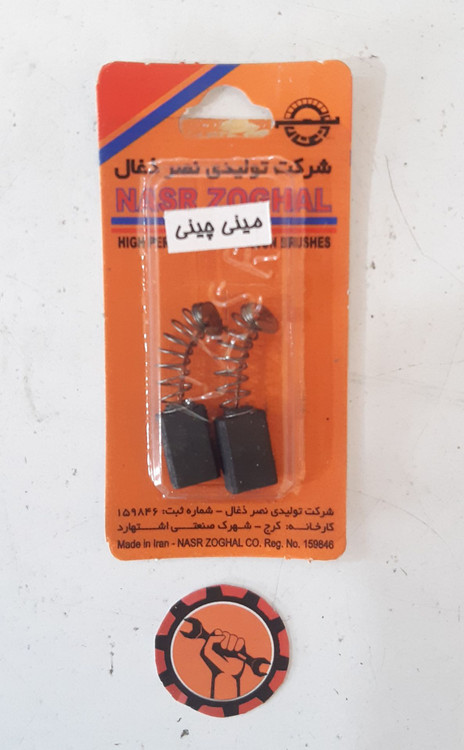 شرکت تولیدی نصر ذغال
NASR ZOGHAL
مینی چینی
HIGH BRUSHES
شرکت تولیدی نصر ذغال - شماره ثبت: ۱۵۹۸۴۶
کارخانه: کرج - شهرک صنعتی اشتهارد
Made in Iran - NASR ZOGHAL CO. Reg. No. 159846